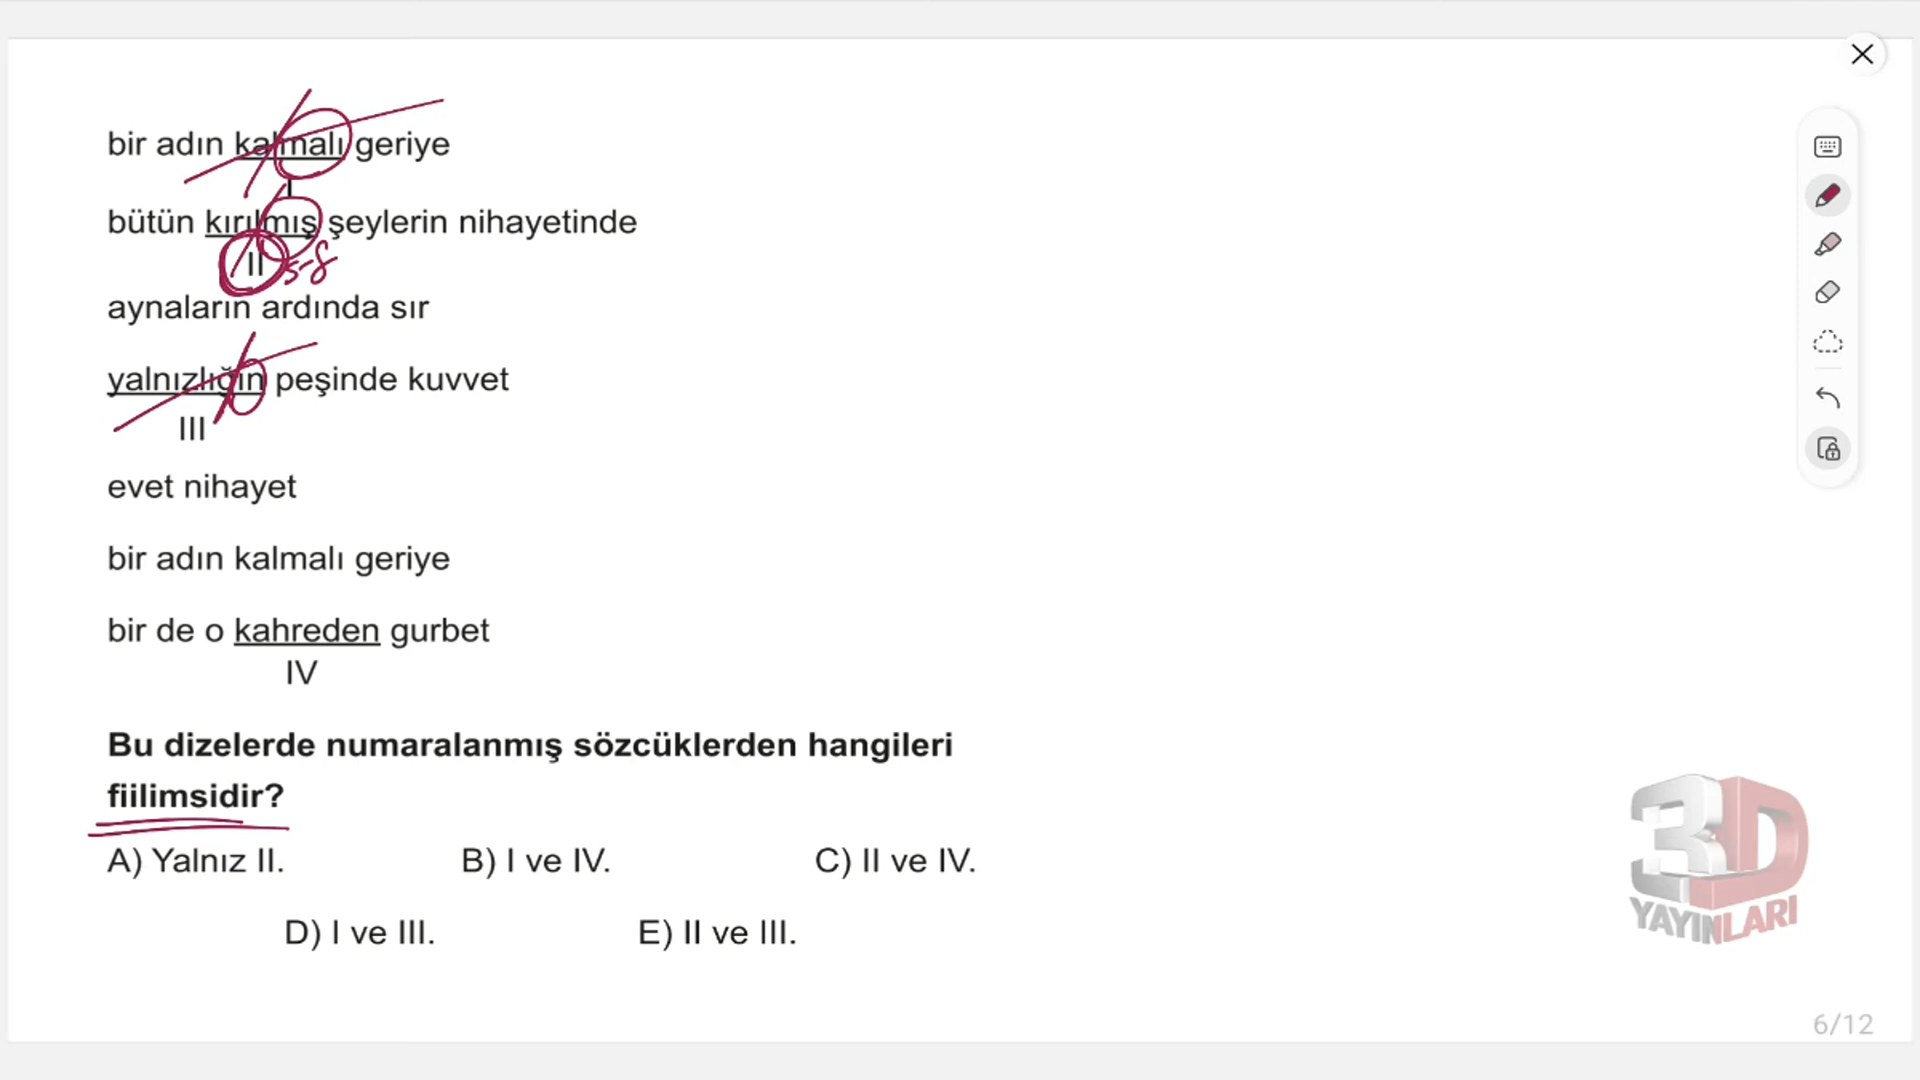 bir adın kalmalı geriye
I
bütün kırılmış şeylerin nihayetinde
II s-f
aynaların ardında sır
yalnızlığın peşinde kuvvet
III
evet nihayet
bir adın kalmalı geriye
bir de o kahreden gurbet
IV
Bu dizelerde numaralanmış sözcüklerden hangileri
fiilimsidir?
A) Yalnız II. B) I ve IV. C) II ve IV.
D) I ve III. E) II ve III.
3D
YAYINLARI
6/12